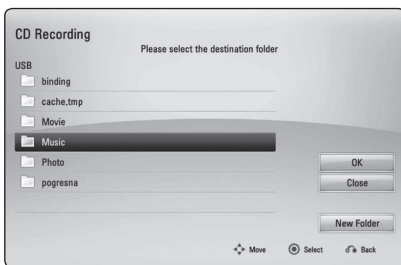 CD Recording
Please select the destination folder
USB
binding
cache,tmp
Movie
Music
Photo
pogresna
OK
Close
New Folder
Move Select Back